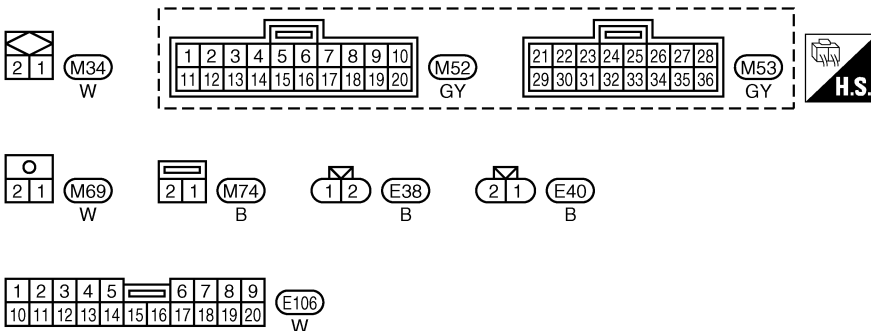 1 2 3 4 5 6 7 8 9 10
21 22 23 24 25 26 27 28
2 1 M34
11 12 13 14 15 16 17 18 19 20 M52
29 30 31 32 33 34 35 36 M53
W
GY
GY
H.S.
2 1 M69
2 1 M74
1 2 E38
2 1 E40
W
B
B
B
1 2 3 4 5 6 7 8 9
10 11 12 13 14 15 16 17 18 19 20
E106
W